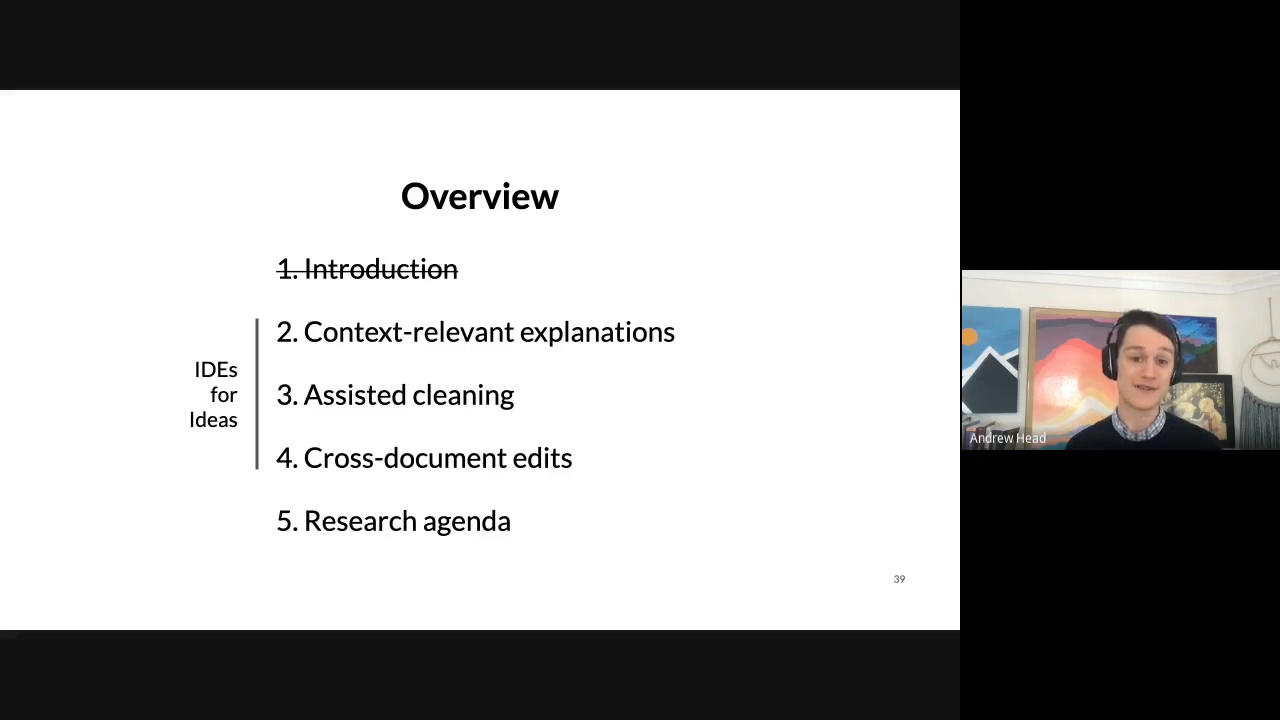 Overview
1. Introduction
2. Context-relevant explanations
IDEs
for
Ideas
3. Assisted cleaning
4. Cross-document edits
5. Research agenda
39
Andrew Head